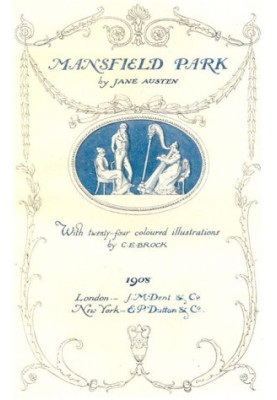 MANSFIELD PARK
by JANE AUSTEN
With twenty-four coloured illustrations
by C.E.BROCK
1908
London — J.M.Dent & Co
New York — E.P.Dutton & Co.